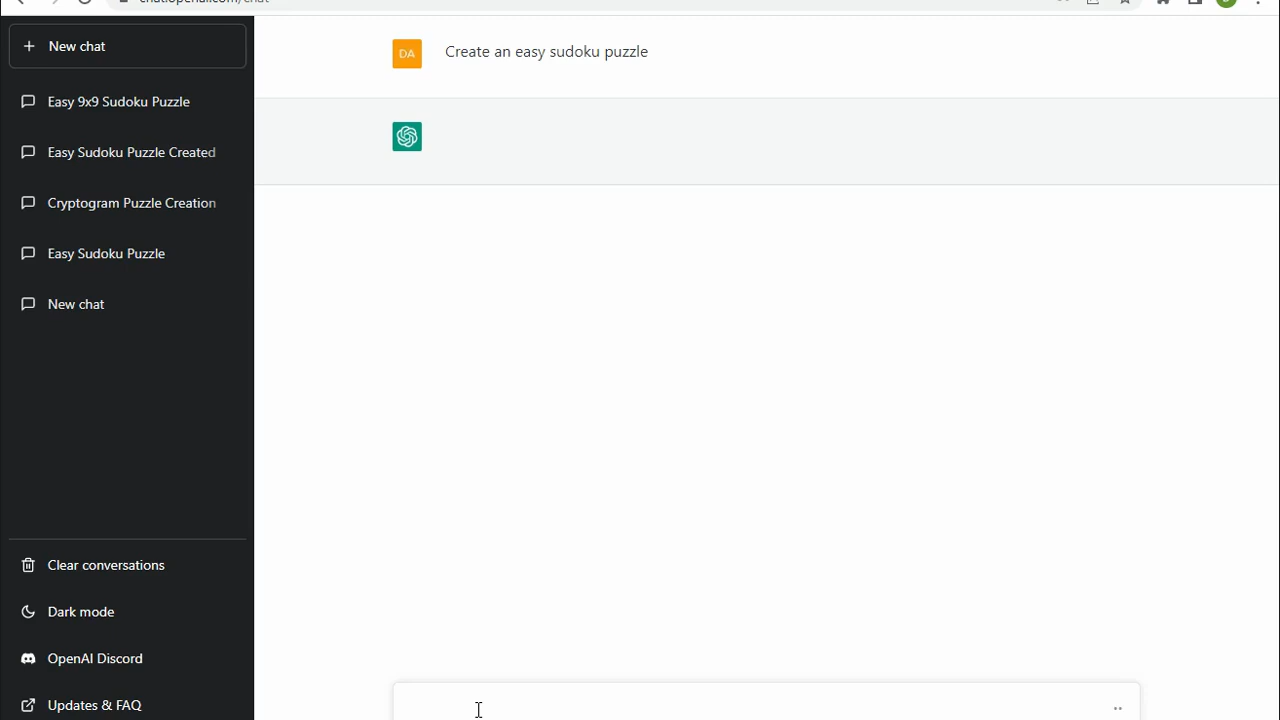 New chat
Easy 9x9 Sudoku Puzzle
Easy Sudoku Puzzle Created
Cryptogram Puzzle Creation
Easy Sudoku Puzzle
New chat
Clear conversations
Dark mode
OpenAI Discord
Updates & FAQ
DA Create an easy sudoku puzzle